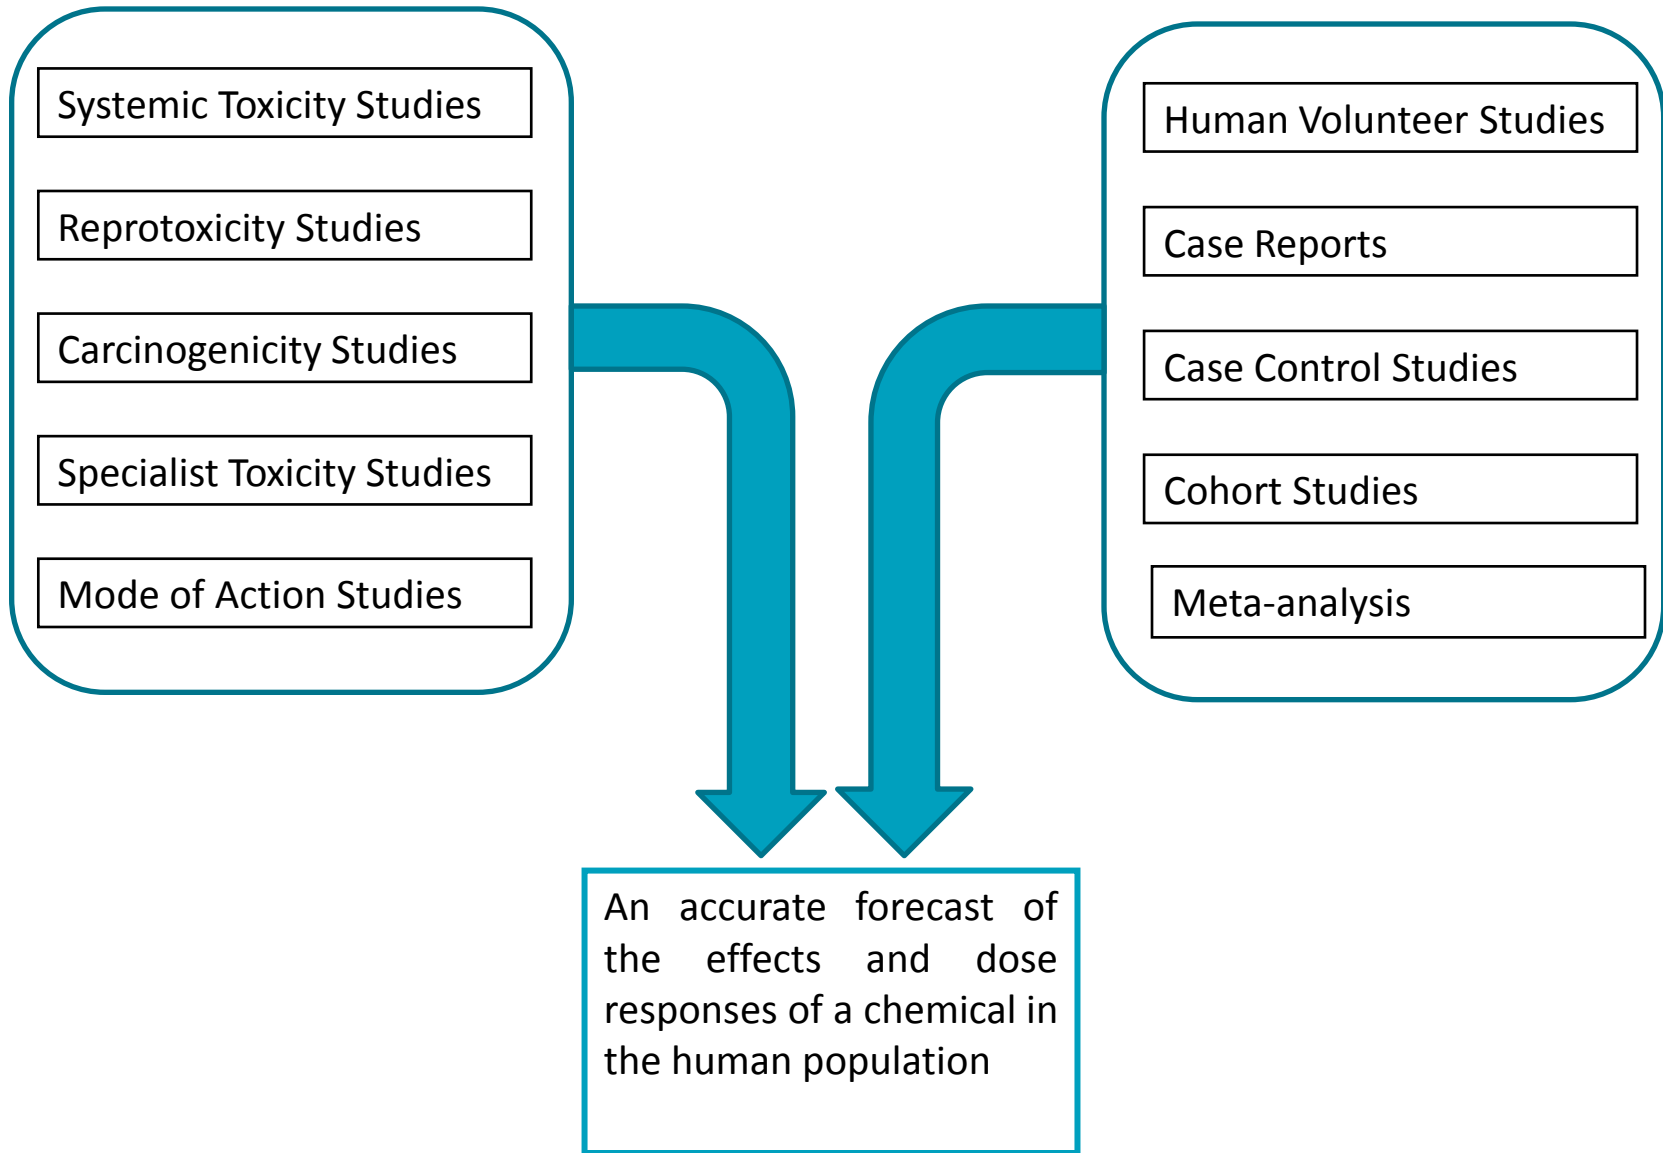 Systemic Toxicity Studies
Reprotoxicity Studies
Carcinogenicity Studies
Specialist Toxicity Studies
Mode of Action Studies
Human Volunteer Studies
Case Reports
Case Control Studies
Cohort Studies
Meta-analysis
An accurate forecast of
the effects and dose
responses of a chemical in
the human population